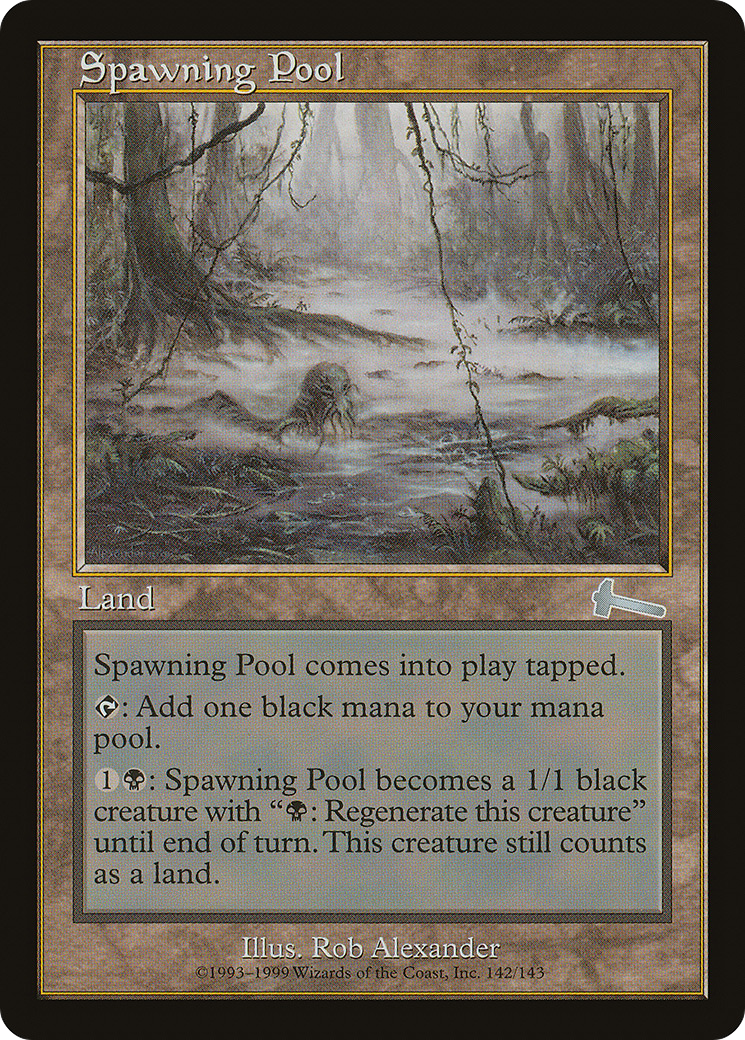 Spawning Pool
Alexander
Land
Spawning Pool comes into play tapped.
: Add one black mana to your mana
pool.
1 : Spawning Pool becomes a 1/1 black
creature with “ : Regenerate this creature”
until end of turn. This creature still counts
as a land.
Illus. Rob Alexander
©1993–1999 Wizards of the Coast, Inc. 142/143